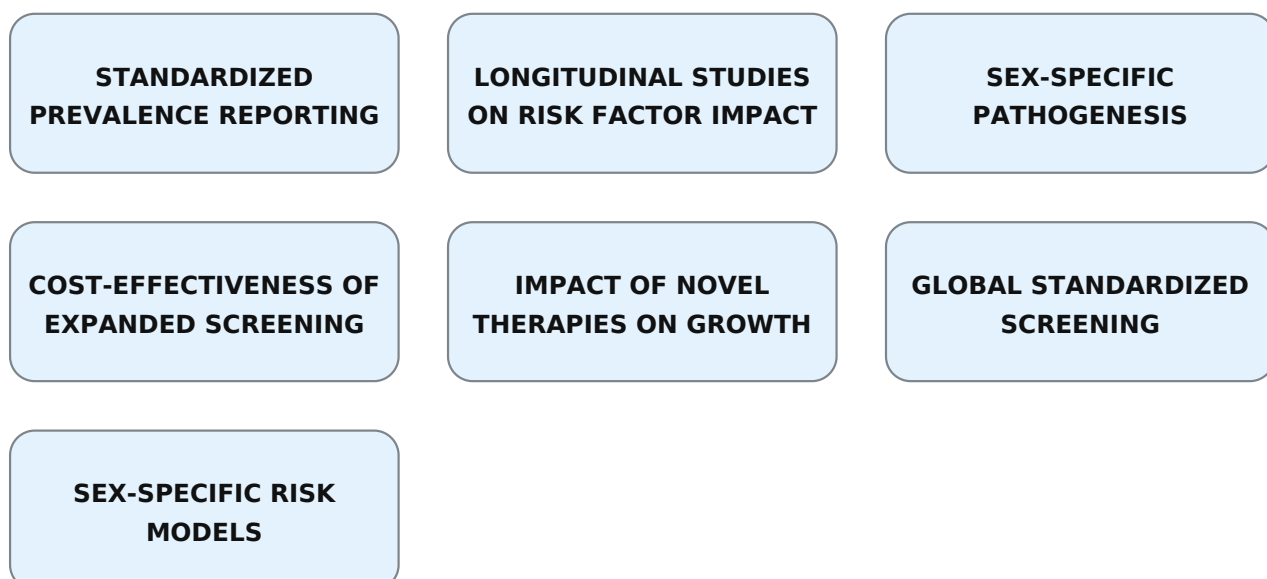 STANDARDIZED
PREVALENCE REPORTING
LONGITUDINAL STUDIES
ON RISK FACTOR IMPACT
SEX-SPECIFIC
PATHOGENESIS
COST-EFFECTIVENESS OF
EXPANDED SCREENING
IMPACT OF NOVEL
THERAPIES ON GROWTH
GLOBAL STANDARDIZED
SCREENING
SEX-SPECIFIC RISK
MODELS